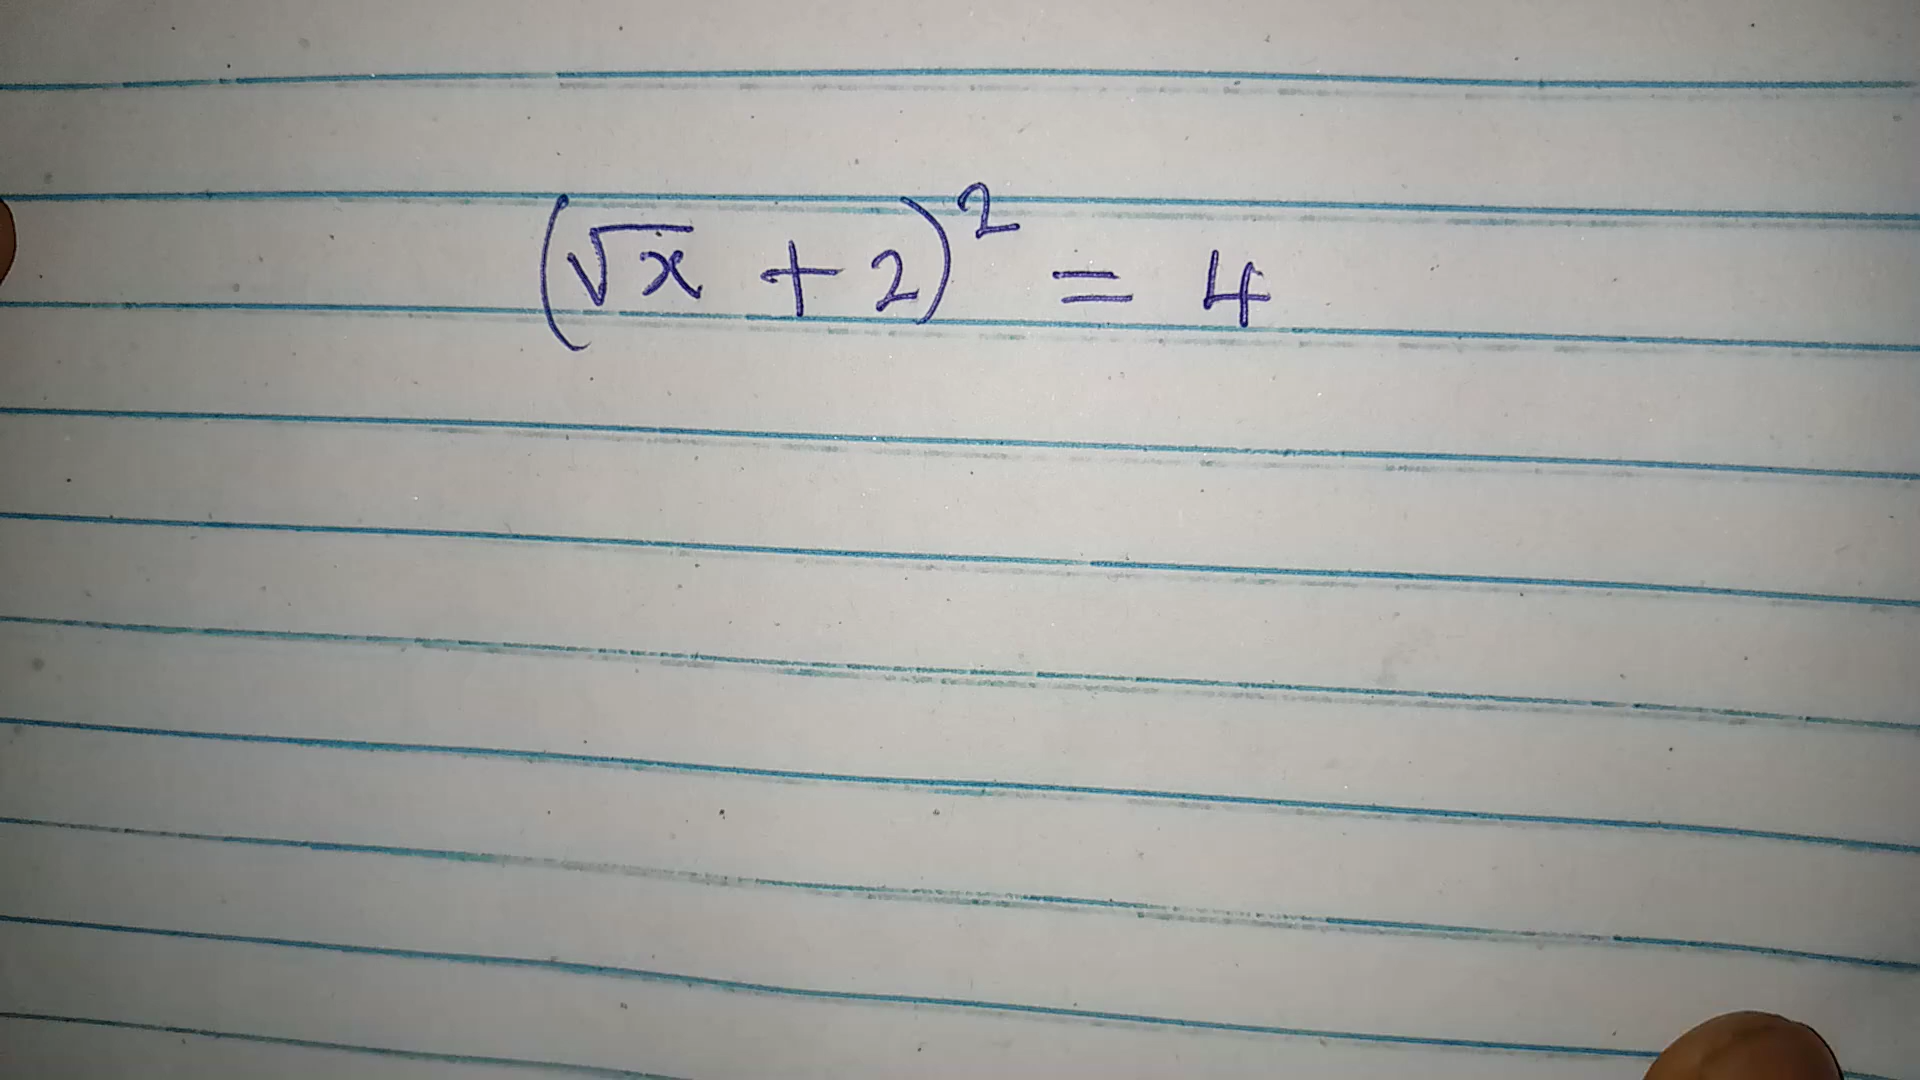 (√x + 2)² = 4